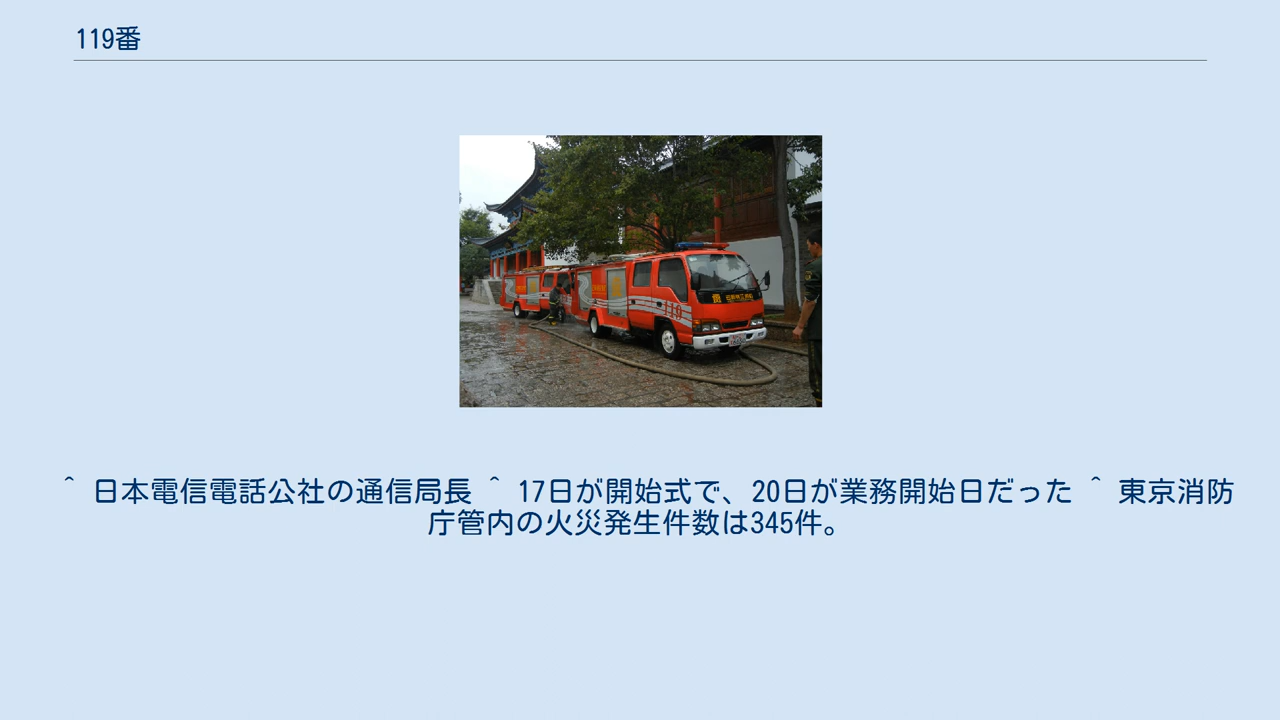 119番
^ 日本電信電話公社の通信局長 ^ 17日が開始式で、20日が業務開始日だった ^ 東京消防
庁管内の火災発生件数は345件。